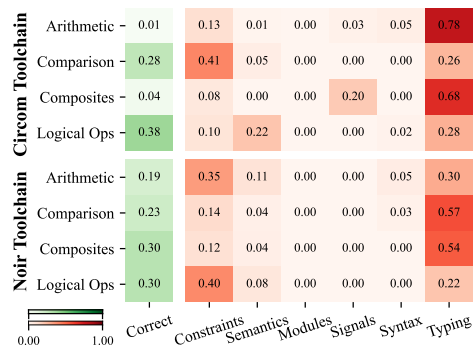 Circom Toolchain
Arithmetic 0.01 0.13 0.01 0.00 0.03 0.05 0.78
Comparison 0.28 0.41 0.05 0.00 0.00 0.00 0.26
Composites 0.04 0.08 0.00 0.00 0.20 0.00 0.68
Logical Ops 0.38 0.10 0.22 0.00 0.00 0.02 0.28
Noir Toolchain
Arithmetic 0.19 0.35 0.11 0.00 0.00 0.05 0.30
Comparison 0.23 0.14 0.04 0.00 0.00 0.03 0.57
Composites 0.30 0.12 0.04 0.00 0.00 0.00 0.54
Logical Ops 0.30 0.40 0.08 0.00 0.00 0.00 0.22
Correct Constraints Semantics Modules Signals Syntax Typing
0.00 1.00